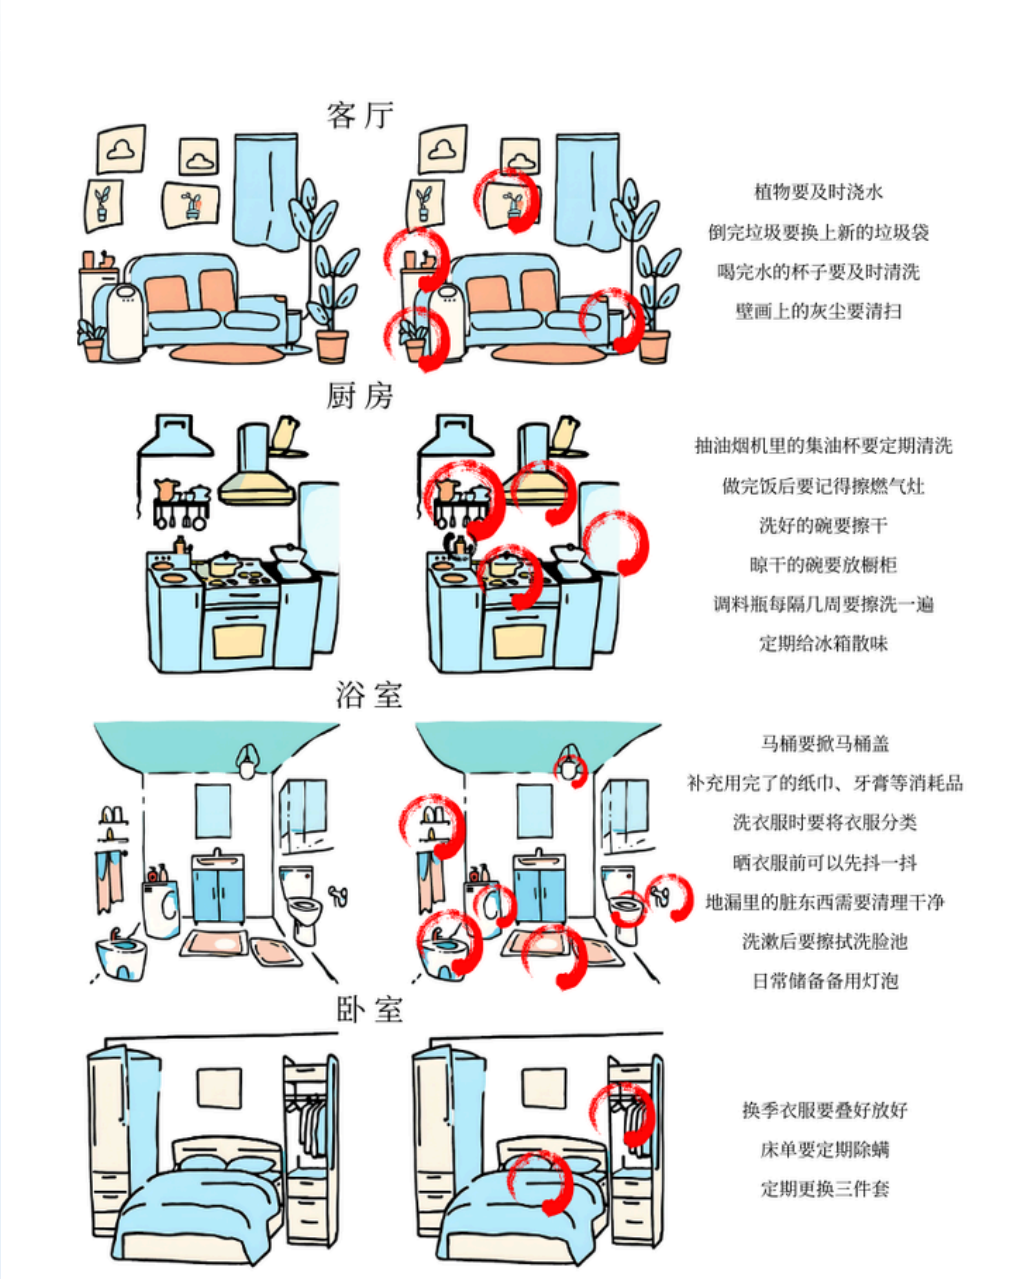 客厅
植物要及时浇水
倒完垃圾要换上新的垃圾袋
喝完水的杯子要及时清洗
壁画上的灰尘要清扫
厨房
抽油烟机里的集油杯要定期清洗
做完饭后要记得擦燃气灶
洗好的碗要擦干
晾干的碗要放橱柜
调料瓶每隔几周要擦洗一遍
定期给冰箱散味
浴室
马桶要掀马桶盖
补充用完了的纸巾、牙膏等消耗品
洗衣服时要将衣服分类
晒衣服前可以先抖一抖
地漏里的脏东西需要清理干净
洗漱后要擦拭洗脸池
日常储备备用灯泡
卧室
换季衣服要叠好放好
床单要定期除螨
定期更换三件套